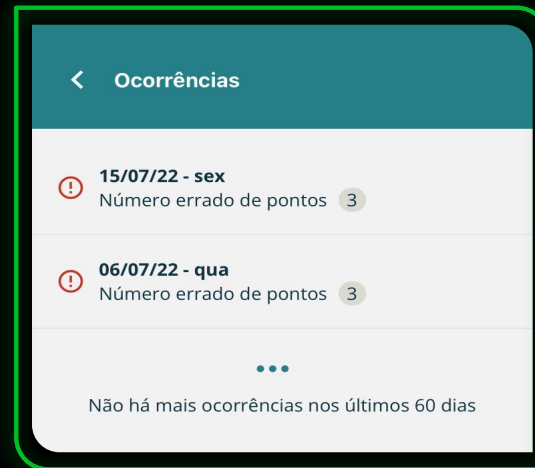 Ocorrências
15/07/22 - sex
Número errado de pontos 3
06/07/22 - qua
Número errado de pontos 3
Não há mais ocorrências nos últimos 60 dias